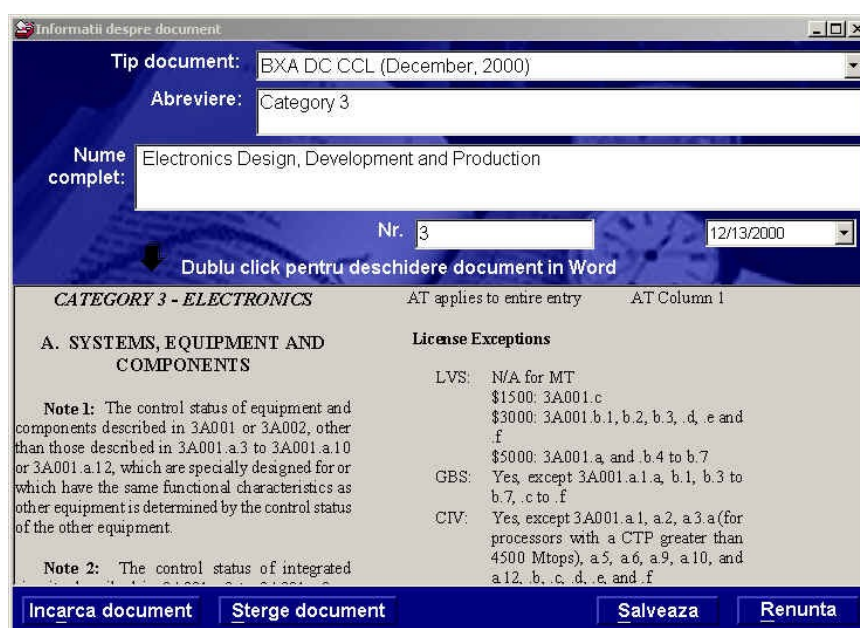 Informatii despre document
Tip document: BXA DC CCL (December, 2000)
Abreviere: Category 3
Nume complet: Electronics Design, Development and Production
Nr. 3 12/13/2000
Dublu click pentru deschidere document in Word
CATEGORY 3 - ELECTRONICS
A. SYSTEMS, EQUIPMENT AND
COMPONENTS
Note 1: The control status of equipment and
components described in 3A001 or 3A002, other
than those described in 3A001.a.3 to 3A001.a.10
or 3A001.a.12, which are specially designed for or
which have the same functional characteristics as
other equipment is determined by the control status
of the other equipment.
Note 2: The control status of integrated
AT applies to entire entry AT Column 1
License Exceptions
LVS: N/A for MT
$1500: 3A001.c
$3000: 3A001.b.1, b.2, b.3, .d, .e and
.f
$5000: 3A001.a, and .b.4 to b.7
GBS: Yes, except 3A001.a.1.a, b.1, b.3 to
b.7, .c to .f
CIV: Yes, except 3A001.a.1, a.2, a.3.a (for
processors with a CTP greater than
4500 Mtops), a.5, a.6, a.9, a.10, and
a.12, .b, .c, .d, .e, and .f
Incarca document Sterge document Salveaza Renunta